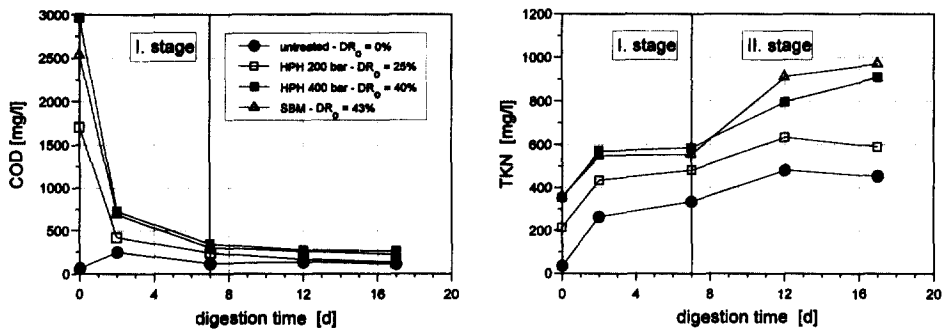 COD [mg/l]
3000
2500
2000
1500
1000
750
500
250
0
I. stage
untreated - DR₀ = 0%
HPH 200 bar - DR₀ = 25%
HPH 400 bar - DR₀ = 40%
SBM - DR₀ = 43%
0 4 8 12 16 20
digestion time [d]
TKN [mg/l]
1200
1000
800
600
400
200
0
I. stage
II. stage
0 4 8 12 16 20
digestion time [d]